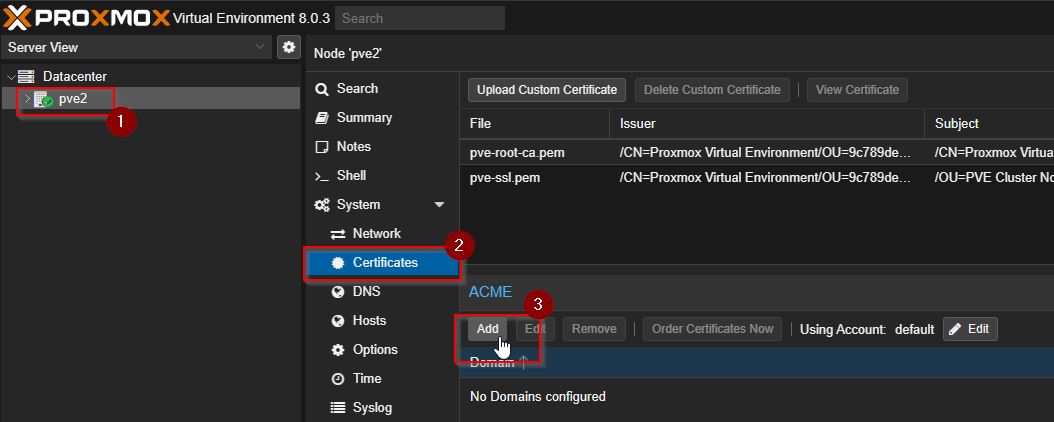 PROXMOX Virtual Environment 8.0.3 Search
Server View
Node 'pve2'
Datacenter
pve2
1
Search
Summary
Notes
Shell
System
Network
Certificates
2
DNS
Hosts
Options
Time
Syslog
Upload Custom Certificate Delete Custom Certificate View Certificate
File Issuer Subject
pve-root-ca.pem /CN=Proxmox Virtual Environment/OU=9c789de... /CN=Proxmox Virtua
pve-ssl.pem /CN=Proxmox Virtual Environment/OU=9c789de... /OU=PVE Cluster No
ACME
3
Add Edit Remove Order Certificates Now Using Account: default Edit
Domain
No Domains configured